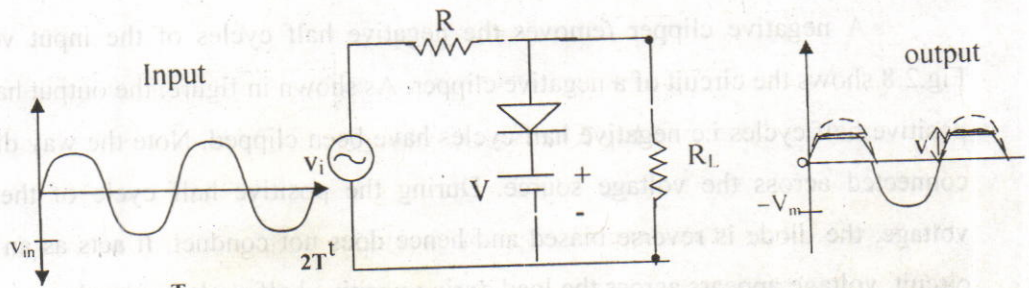 R
output
Input
A negative clipper removes the negative half cycles of the input v
Fig.2.8 shows the circuit of a negative clipper. As shown in figure, the output ha
positive half cycles i.e negative half cycles have been clipped. Note the way di
connected across the voltage source. During the positive half cycle of the
voltage, the diode is reverse biased and hence does not conduct. It acts as an
circuit, voltage appears across the load
vᵢ
R_L
V
+
-
V
0
-Vₘ
vᵢₙ
2T
t